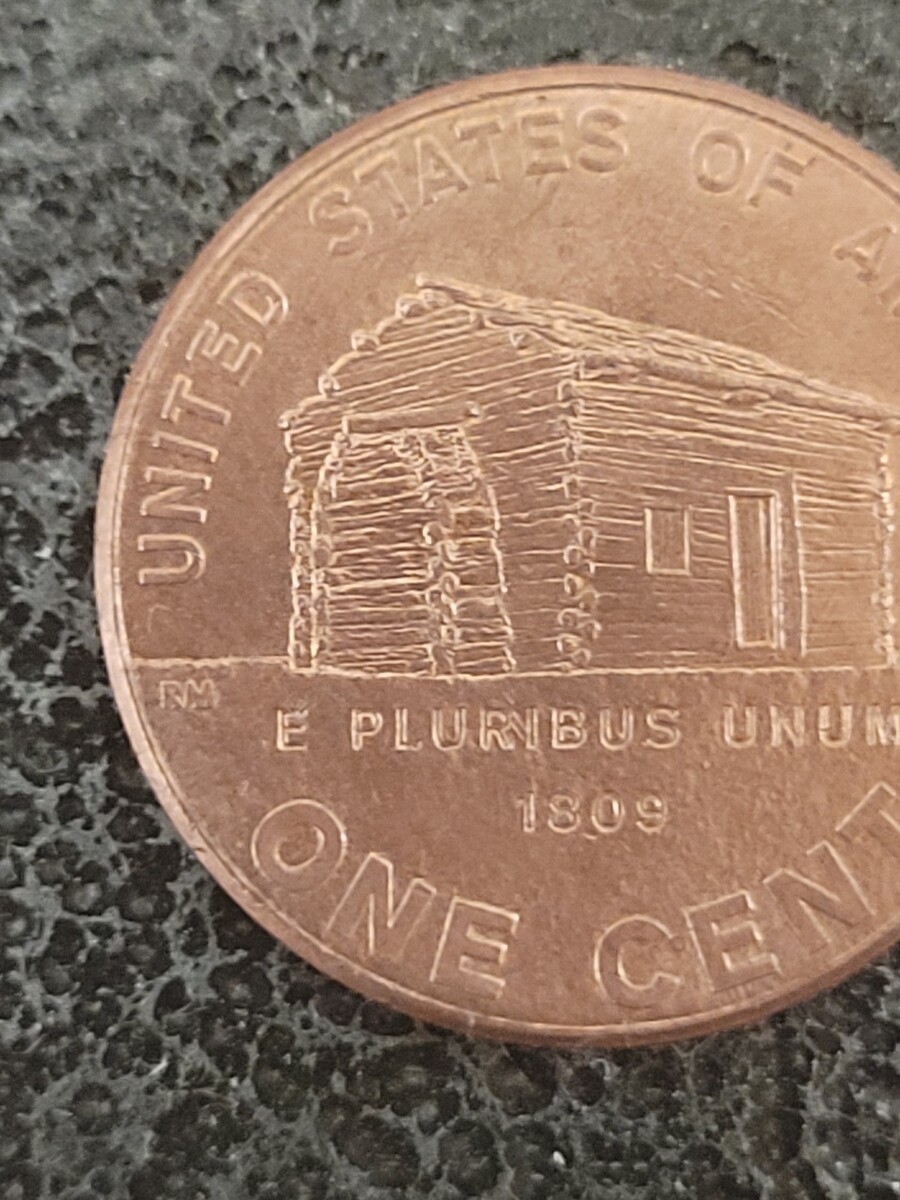 UNITED STATES OF A
RM
E PLURIBUS UNUM
1809
ONE CENT